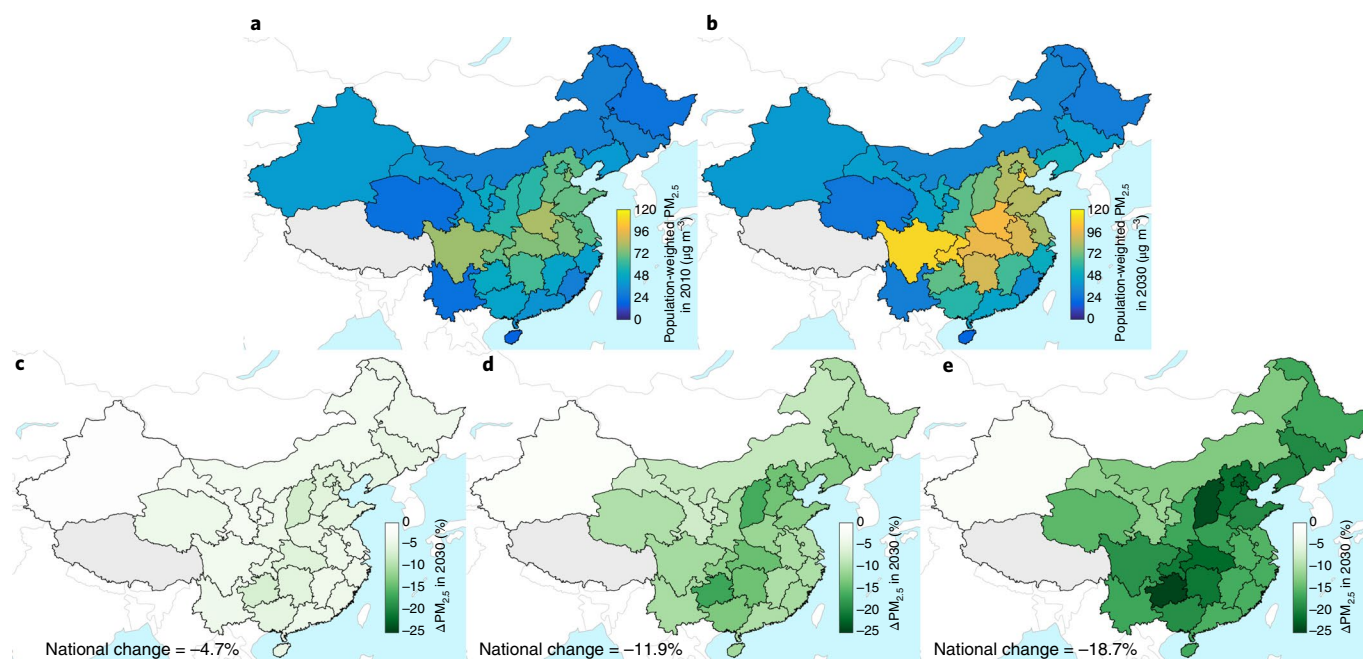 a
b
120
96
72
48
24
0
Population-weighted PM2.5
in 2010 (µg m−3)
120
96
72
48
24
0
Population-weighted PM2.5
in 2030 (µg m−3)
c
d
e
0
−5
−10
−15
−20
−25
ΔPM2.5 in 2030 (%)
0
−5
−10
−15
−20
−25
ΔPM2.5 in 2030 (%)
0
−5
−10
−15
−20
−25
ΔPM2.5 in 2030 (%)
National change = −4.7%
National change = −11.9%
National change = −18.7%